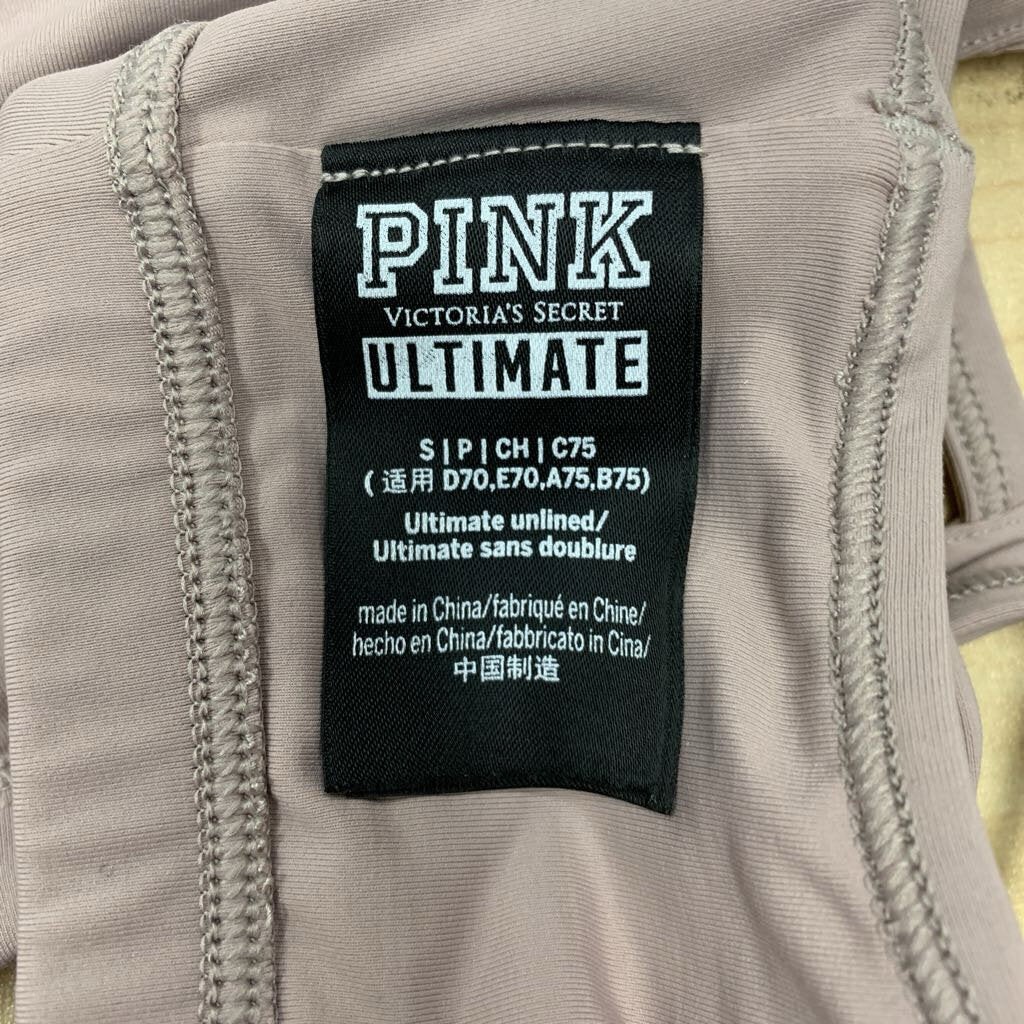 PINK
VICTORIA'S SECRET
ULTIMATE
S | P | CH | C75
( 适用 D70,E70,A75,B75)
Ultimate unlined/
Ultimate sans doublure
made in China/fabriqué en Chine/
hecho en China/fabbricato in Cina/
中国制造